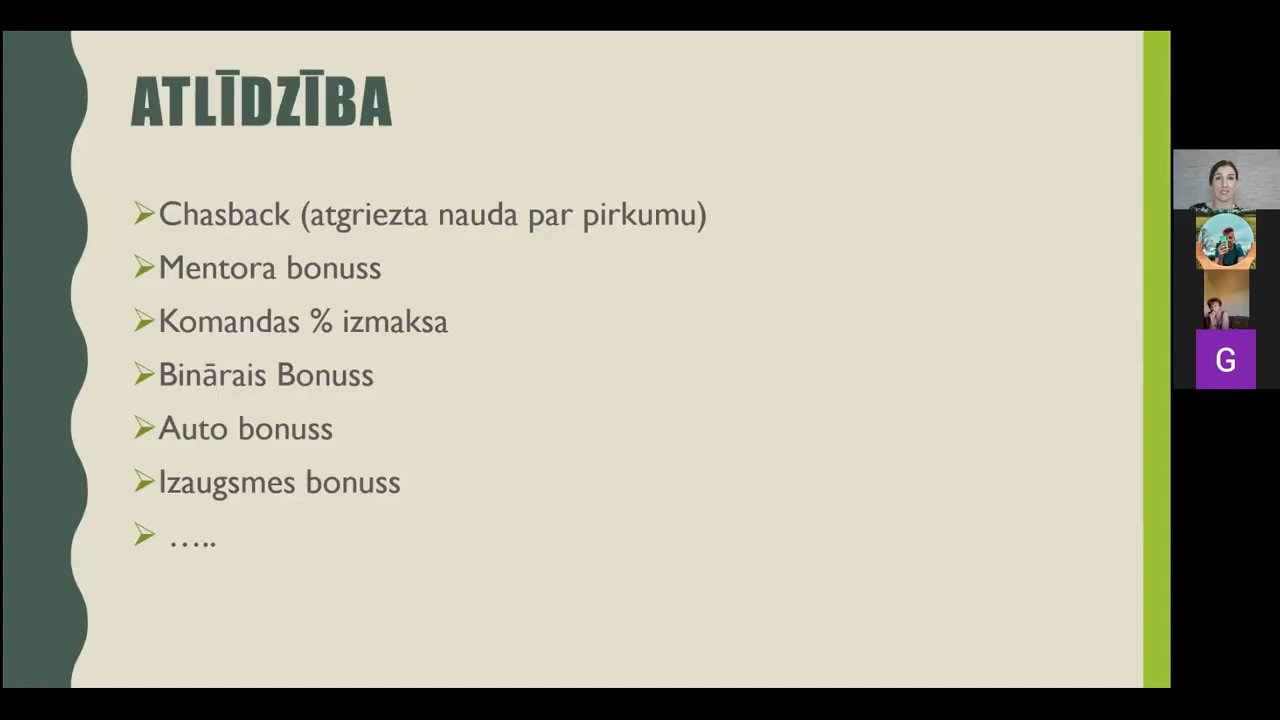 ATLĪDZĪBA
Chasback (atgriezta nauda par pirkumu)
Mentora bonuss
Komandas % izmaksa
Binārais Bonuss
Auto bonuss
Izaugsmes bonuss
…..
G